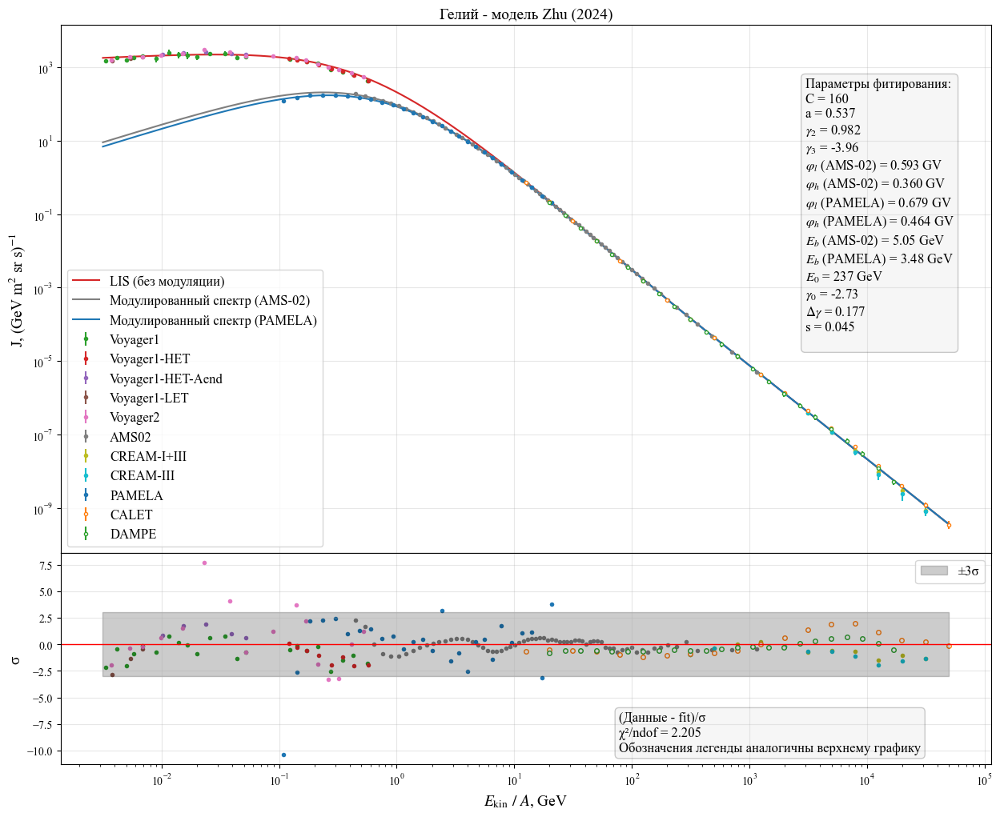 Гелий - модель Zhu (2024)
J, (GeV m² sr s)⁻¹
10³
10¹
10⁻¹
10⁻³
10⁻⁵
10⁻⁷
10⁻⁹
Параметры фитирования:
C = 160
a = 0.537
γ₂ = 0.982
γ₃ = -3.96
φₗ (AMS-02) = 0.593 GV
φₕ (AMS-02) = 0.360 GV
φₗ (PAMELA) = 0.679 GV
φₕ (PAMELA) = 0.464 GV
E_b (AMS-02) = 5.05 GeV
E_b (PAMELA) = 3.48 GeV
E₀ = 237 GeV
γ₀ = -2.73
Δγ = 0.177
s = 0.045
LIS (без модуляции)
Модулированный спектр (AMS-02)
Модулированный спектр (PAMELA)
Voyager1
Voyager1-HET
Voyager1-HET-Aend
Voyager1-LET
Voyager2
AMS02
CREAM-I+III
CREAM-III
PAMELA
CALET
DAMPE
σ
7.5
5.0
2.5
0.0
−2.5
−5.0
−7.5
−10.0
±3σ
(Данные - fit)/σ
χ²/ndof = 2.205
Обозначения легенды аналогичны верхнему графику
10⁻²
10⁻¹
10⁰
10¹
10²
10³
10⁴
10⁵
E_kin / A, GeV